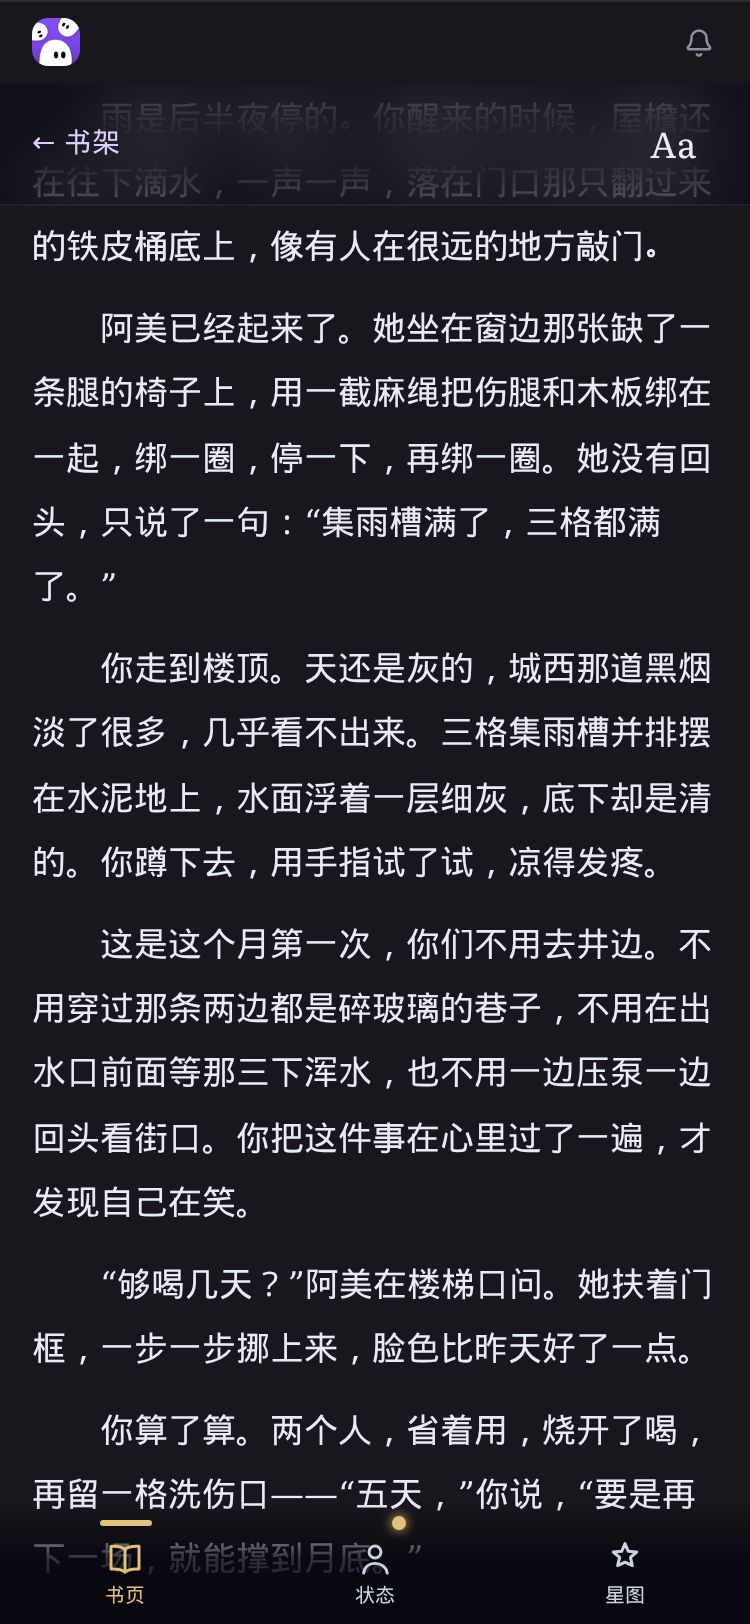 雨是后半夜停的。你醒来的时候，屋檐还
← 书架
Aa
在往下滴水，一声一声，落在门口那只翻过来
的铁皮桶底上，像有人在很远的地方敲门。
阿美已经起来了。她坐在窗边那张缺了一
条腿的椅子上，用一截麻绳把伤腿和木板绑在
一起，绑一圈，停一下，再绑一圈。她没有回
头，只说了一句：“集雨槽满了，三格都满
了。”
你走到楼顶。天还是灰的，城西那道黑烟
淡了很多，几乎看不出来。三格集雨槽并排摆
在水泥地上，水面浮着一层细灰，底下却是清
的。你蹲下去，用手指试了试，凉得发疼。
这是这个月第一次，你们不用去井边。不
用穿过那条两边都是碎玻璃的巷子，不用在出
水口前面等那三下浑水，也不用一边压泵一边
回头看街口。你把这件事在心里过了一遍，才
发现自己在笑。
“够喝几天？”阿美在楼梯口问。她扶着门
框，一步一步挪上来，脸色比昨天好了一点。
你算了算。两个人，省着用，烧开了喝，
再留一格洗伤口——“五天，”你说，“要是再
下一场，就能撑到月底。”
书页
状态
星图